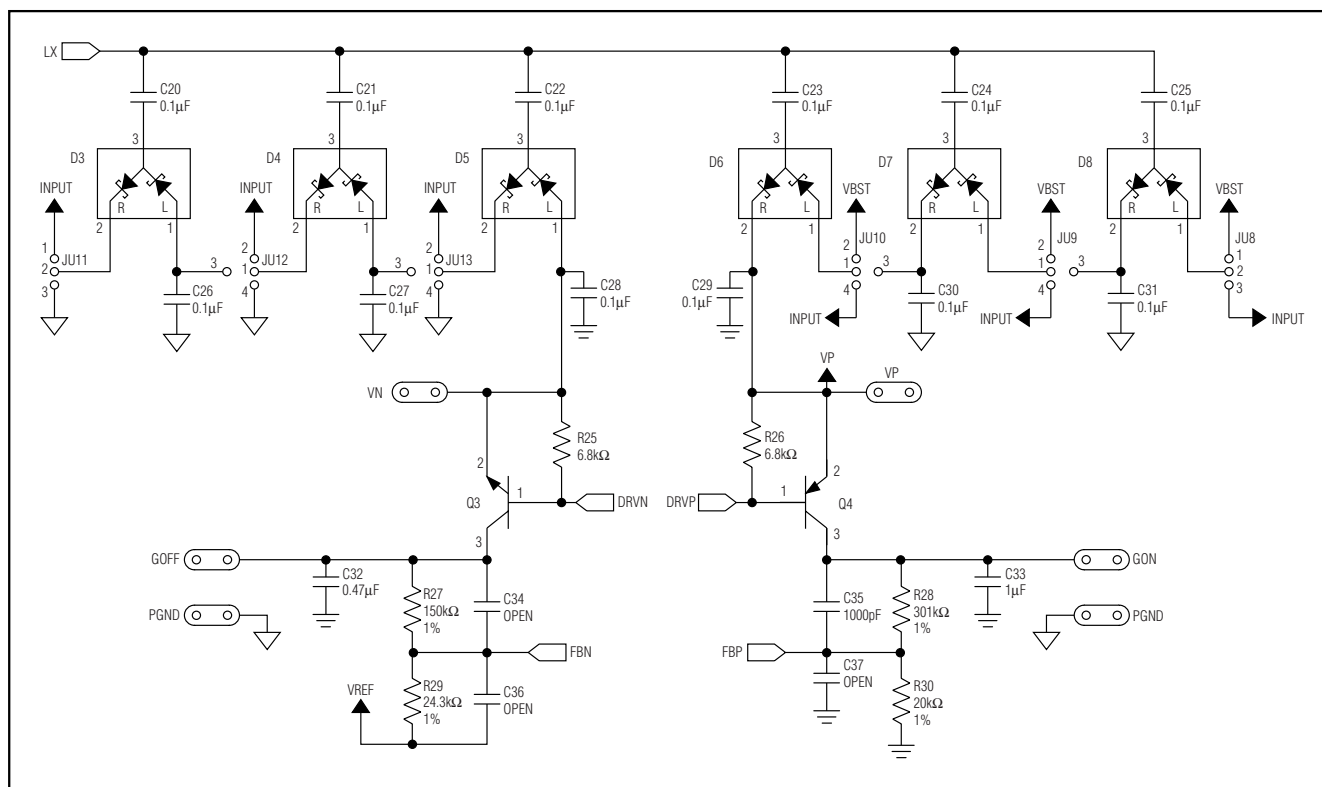 LX
C20
0.1µF
C21
0.1µF
C22
0.1µF
C23
0.1µF
C24
0.1µF
C25
0.1µF
3
3
3
3
3
3
D3
D4
D5
D6
D7
D8
INPUT
INPUT
INPUT
VBST
VBST
VBST
R L
R L
R L
R L
R L
R L
2 1
2 1
2 1
2 1
2 1
2 1
1
2
3
JU11
3
2
1
4
JU12
3
2
1
4
JU13
JU10
2
1
4
3
JU9
2
1
4
3
JU8
1
2
3
C26
0.1µF
C27
0.1µF
C28
0.1µF
C29
0.1µF
C30
0.1µF
C31
0.1µF
INPUT
INPUT
INPUT
VN
VP
VP
R25
6.8kΩ
R26
6.8kΩ
2
Q3
1
3
DRVN
DRVP
1
2
Q4
3
GOFF
C32
0.47µF
R27
150kΩ
1%
C34
OPEN
C35
1000pF
R28
301kΩ
1%
C33
1µF
GON
PGND
PGND
FBN
FBP
VREF
R29
24.3kΩ
1%
C36
OPEN
C37
OPEN
R30
20kΩ
1%